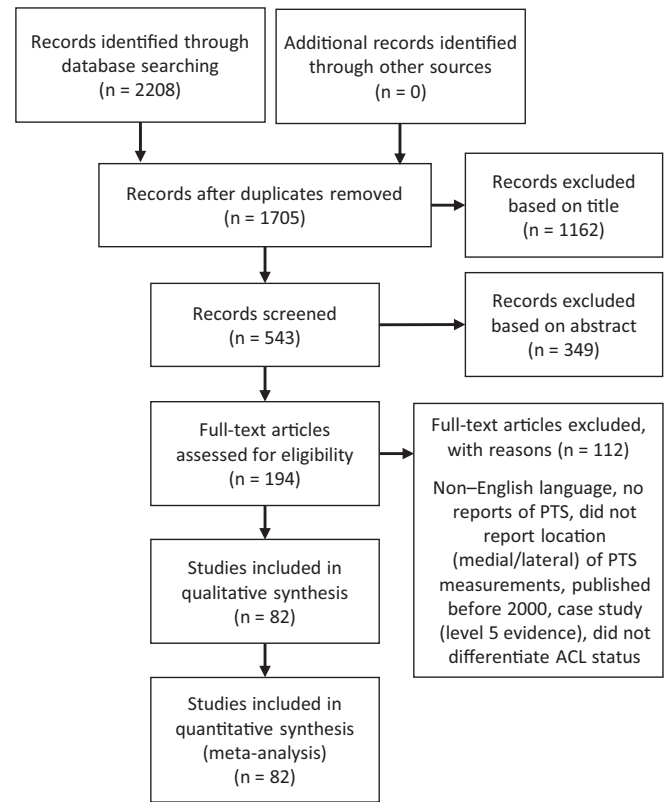 Records identified through
database searching
(n = 2208)
Additional records identified
through other sources
(n = 0)
Records after duplicates removed
(n = 1705)
Records excluded
based on title
(n = 1162)
Records screened
(n = 543)
Records excluded
based on abstract
(n = 349)
Full-text articles
assessed for eligibility
(n = 194)
Full-text articles excluded,
with reasons (n = 112)
Non–English language, no
reports of PTS, did not
report location
(medial/lateral) of PTS
measurements, published
before 2000, case study
(level 5 evidence), did not
differentiate ACL status
Studies included in
qualitative synthesis
(n = 82)
Studies included in
quantitative synthesis
(meta-analysis)
(n = 82)